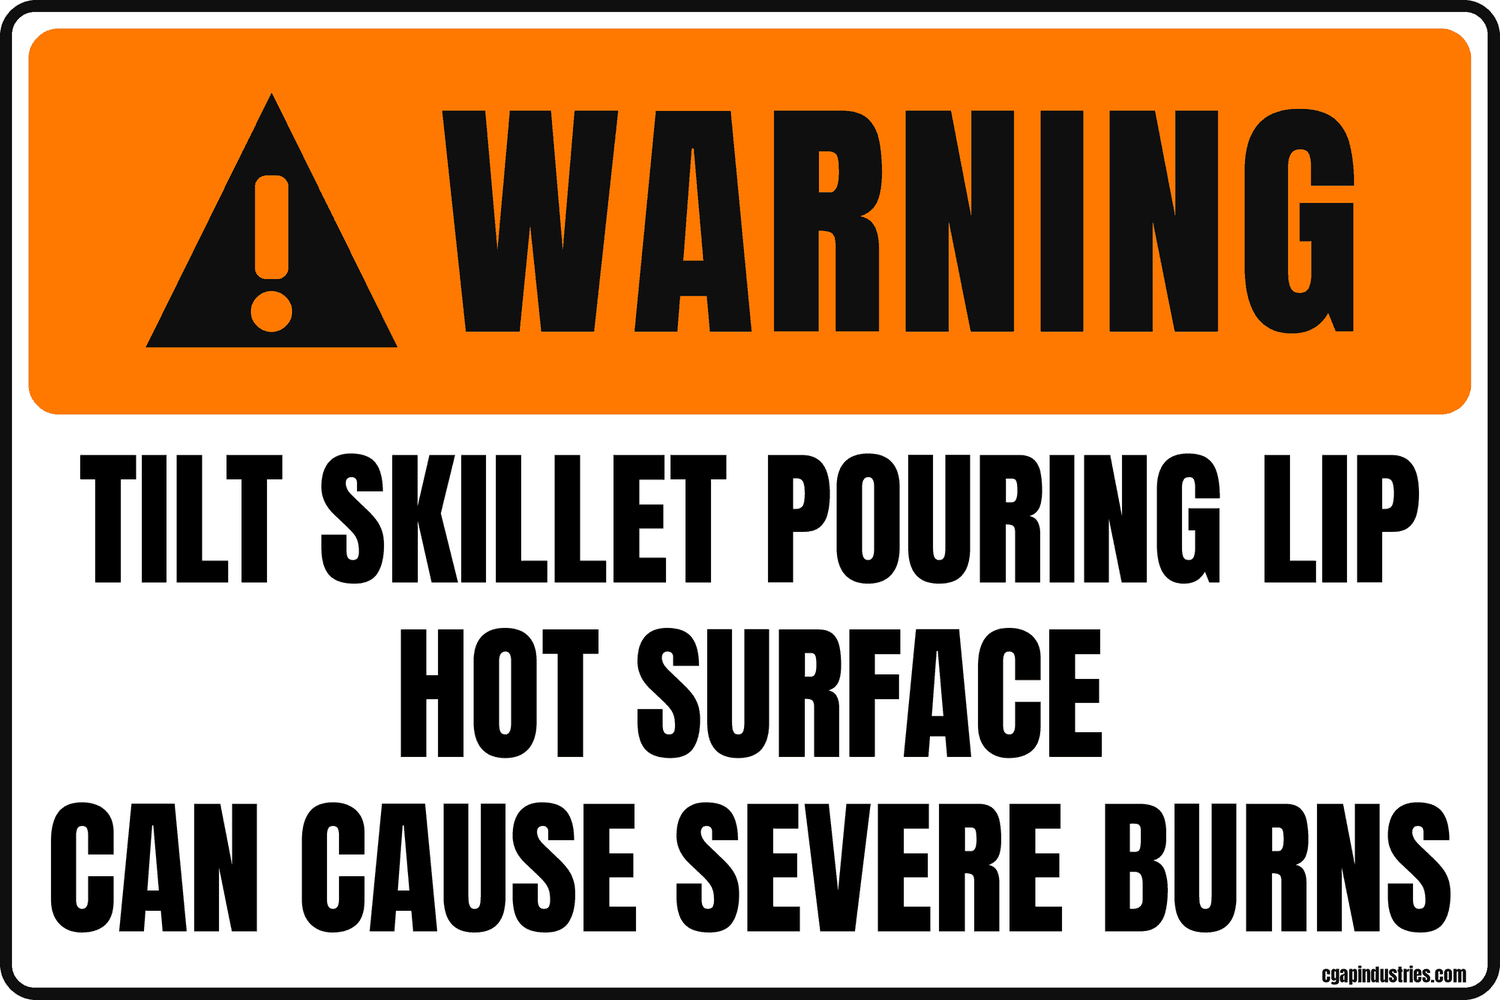 WARNING
TILT SKILLET POURING LIP
HOT SURFACE
CAN CAUSE SEVERE BURNS
cgapindustries.com